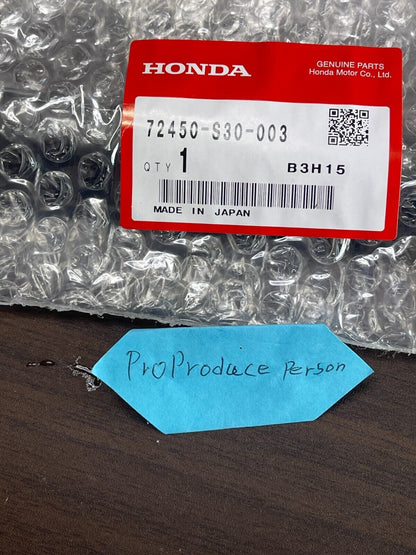 HONDA
GENUINE PARTS
Honda Motor Co., Ltd.
72450-S30-003
QTY 1
B3H15
MADE IN JAPAN
ProProduce Person